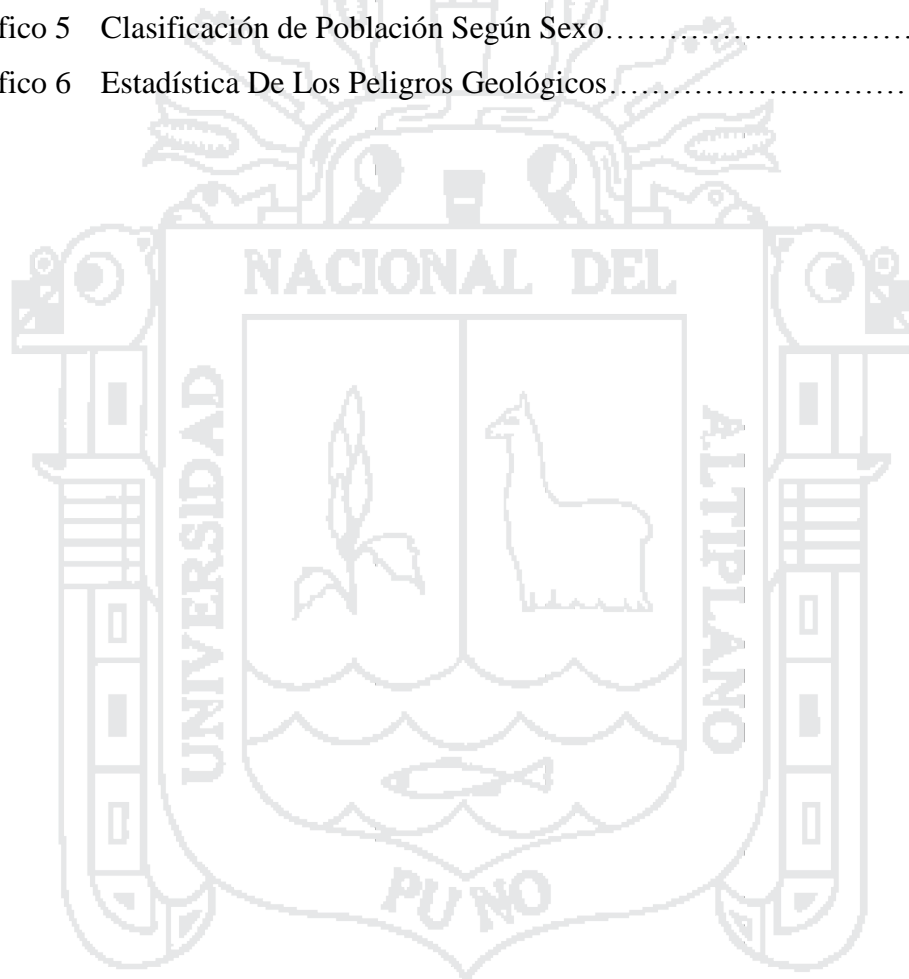 fico 5 Clasificación de Población Según Sexo……………………………
fico 6 Estadística De Los Peligros Geológicos……………………………
NACIONAL DEL
UNIVERSIDAD
ALTIPLANO
PUNO